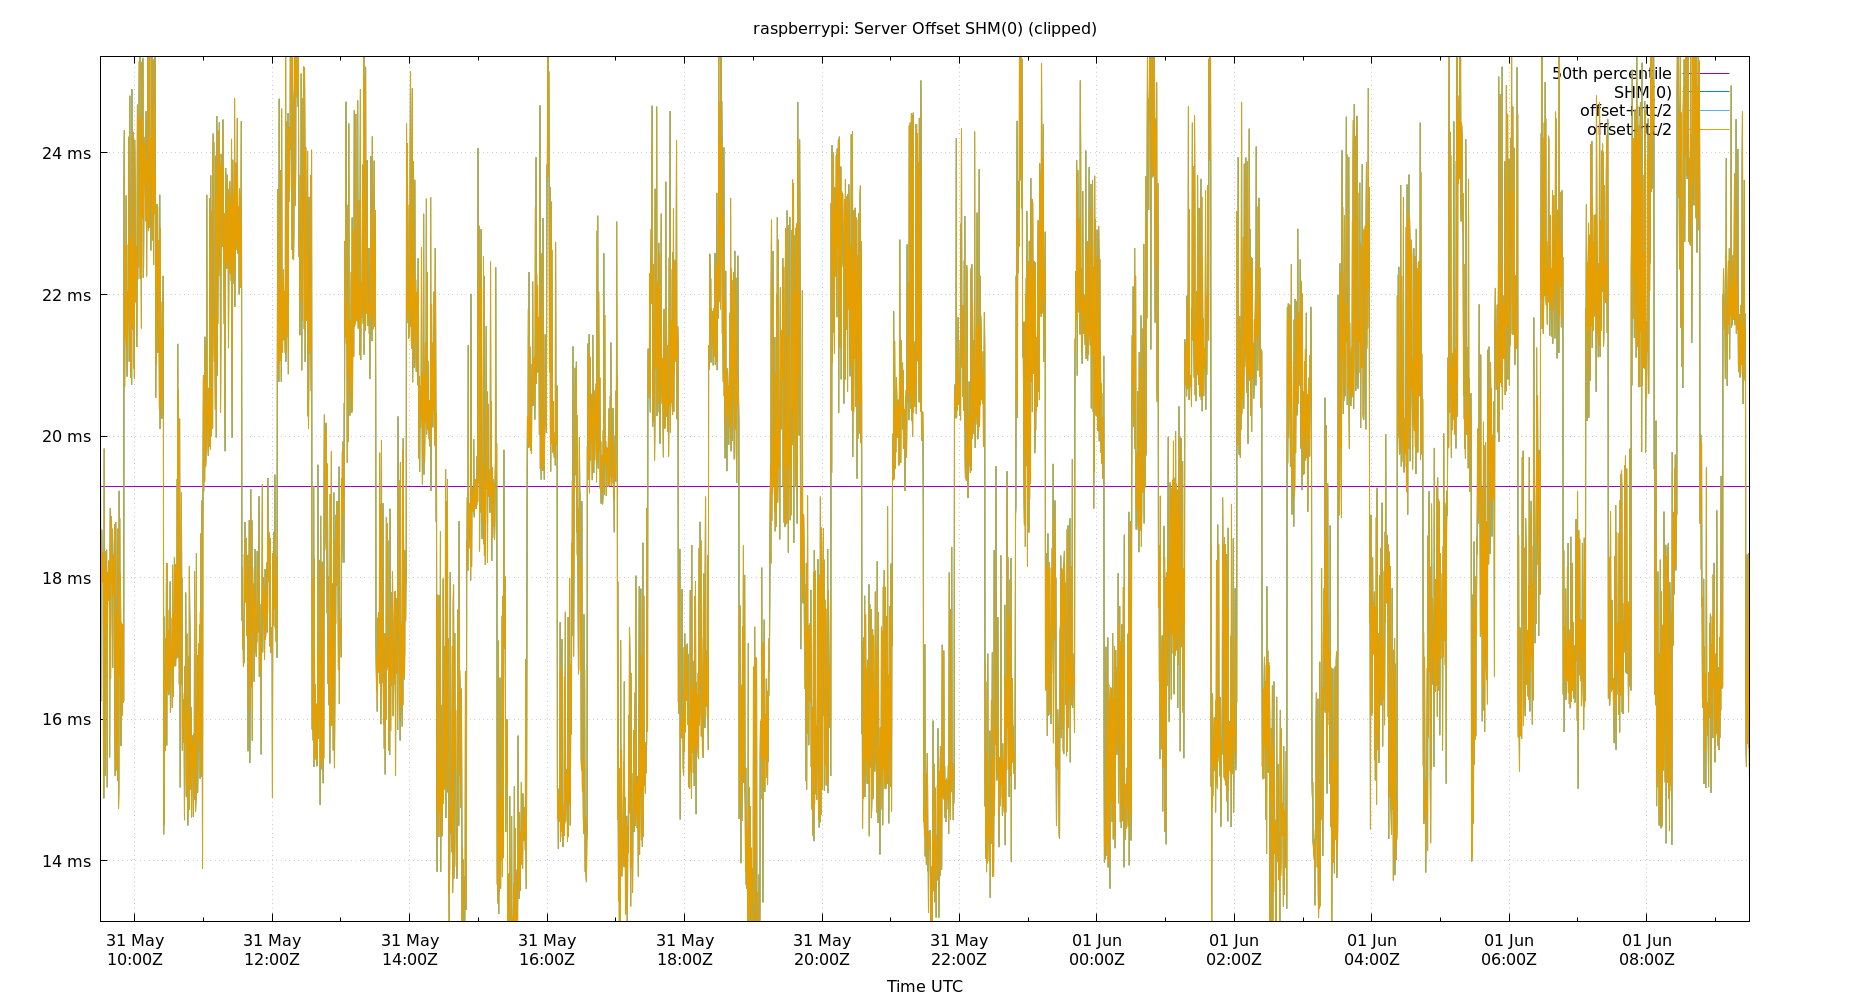 raspberrypi: Server Offset SHM(0) (clipped)
50th percentile
SHM(0)
offset+rtt/2
offset-rtt/2
24 ms
22 ms
20 ms
18 ms
16 ms
14 ms
31 May 31 May 31 May 31 May 31 May 31 May 31 May 01 Jun 01 Jun 01 Jun 01 Jun 01 Jun
10:00Z 12:00Z 14:00Z 16:00Z 18:00Z 20:00Z 22:00Z 00:00Z 02:00Z 04:00Z 06:00Z 08:00Z
Time UTC